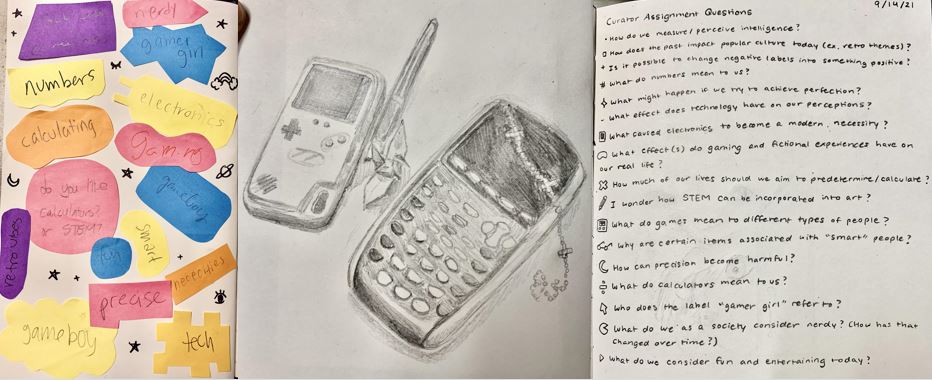 nerdy
gamer
girl
numbers
electronics
calculating
gaming
do you like
calculators?
or STEM?
gameboy
retro vibes
smart
fun
necceties
precise
gameboy
tech
9/14/21
Curator Assignment Questions
How do we measure/perceive intelligence?
How does the past impact popular culture today (ex. retro themes)?
Is it possible to change negative labels into something positive?
# What do numbers mean to us?
What might happen if we try to achieve perfection?
- What effect does technology have on our perceptions?
What caused electronics to become a modern necessity?
What effect(s) do gaming and fictional experiences have on
our real life?
How much of our lives should we aim to predetermine/calculate?
I wonder how STEM can be incorporated into art?
What do games mean to different types of people?
Why are certain items associated with "smart" people?
How can precision become harmful?
÷ What do calculators mean to us?
Who does the label "gamer girl" refer to?
What do we as a society consider nerdy? (How has that
changed over time?)
What do we consider fun and entertaining today?